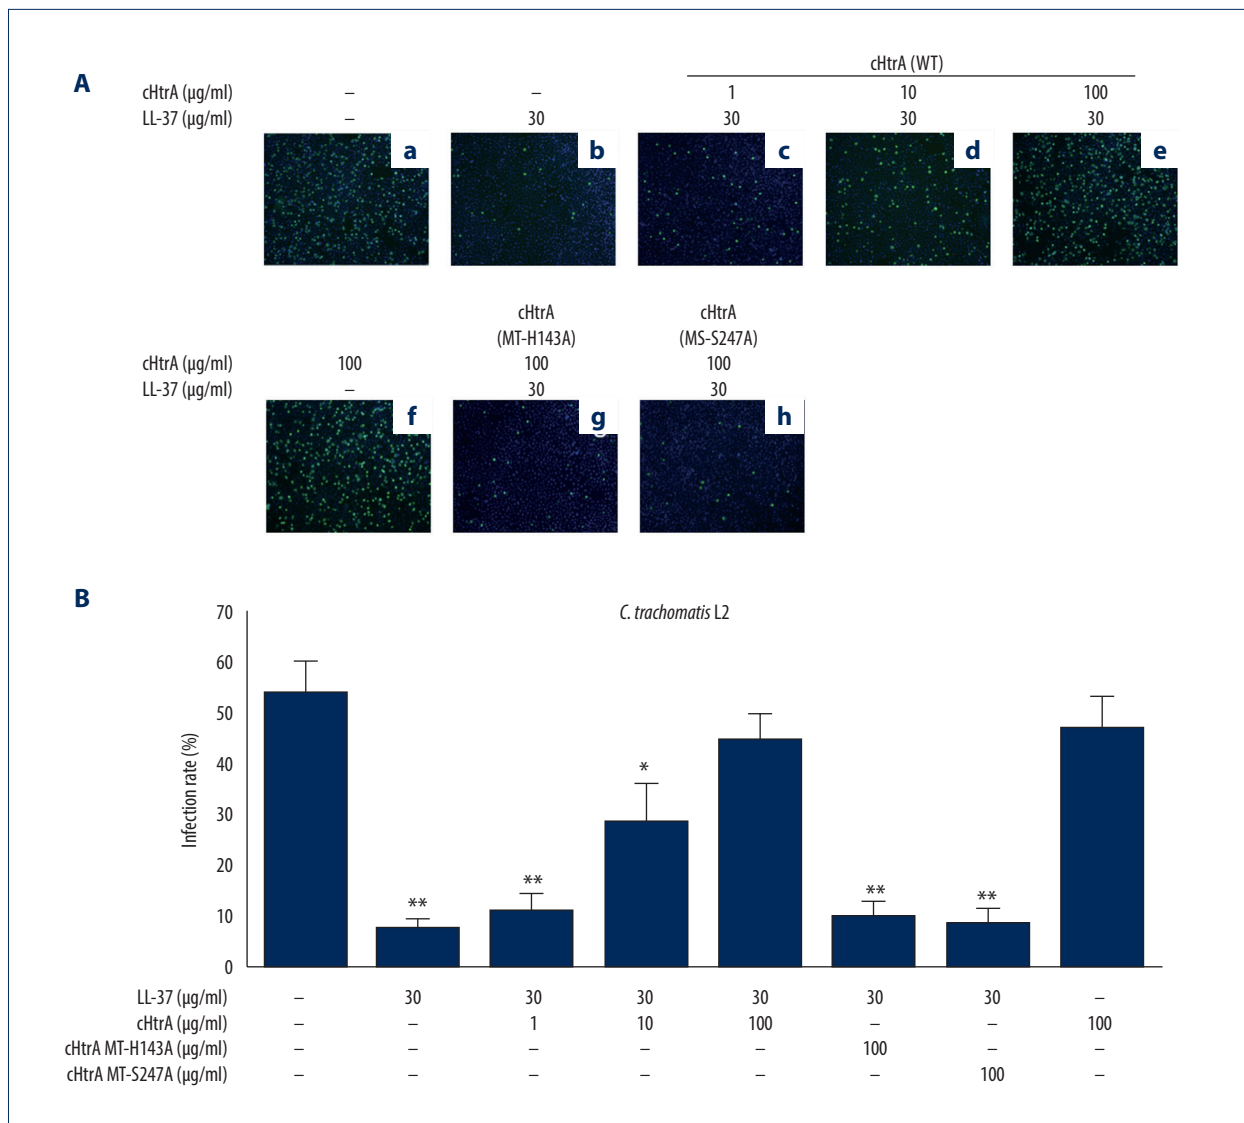 A
cHtrA (WT)
cHtrA (µg/ml) – – 1 10 100
LL-37 (µg/ml) – 30 30 30 30
a b c d e
cHtrA cHtrA
(MT-H143A) (MS-S247A)
cHtrA (µg/ml) 100 100 100
LL-37 (µg/ml) – 30 30
f g h
B
C. trachomatis L2
Infection rate (%)
70
60
50
40
30
20
10
0
** ** * ** **
LL-37 (µg/ml) – 30 30 30 30 30 30 –
cHtrA (µg/ml) – – 1 10 100 – – 100
cHtrA MT-H143A (µg/ml) – – – – – 100 – –
cHtrA MT-S247A (µg/ml) – – – – – – 100 –